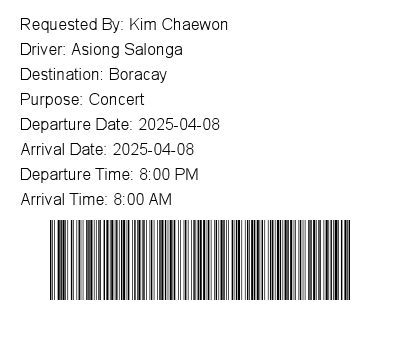 Requested By: Kim Chaewon
Driver: Asiong Salonga
Destination: Boracay
Purpose: Concert
Departure Date: 2025-04-08
Arrival Date: 2025-04-08
Departure Time: 8:00 PM
Arrival Time: 8:00 AM